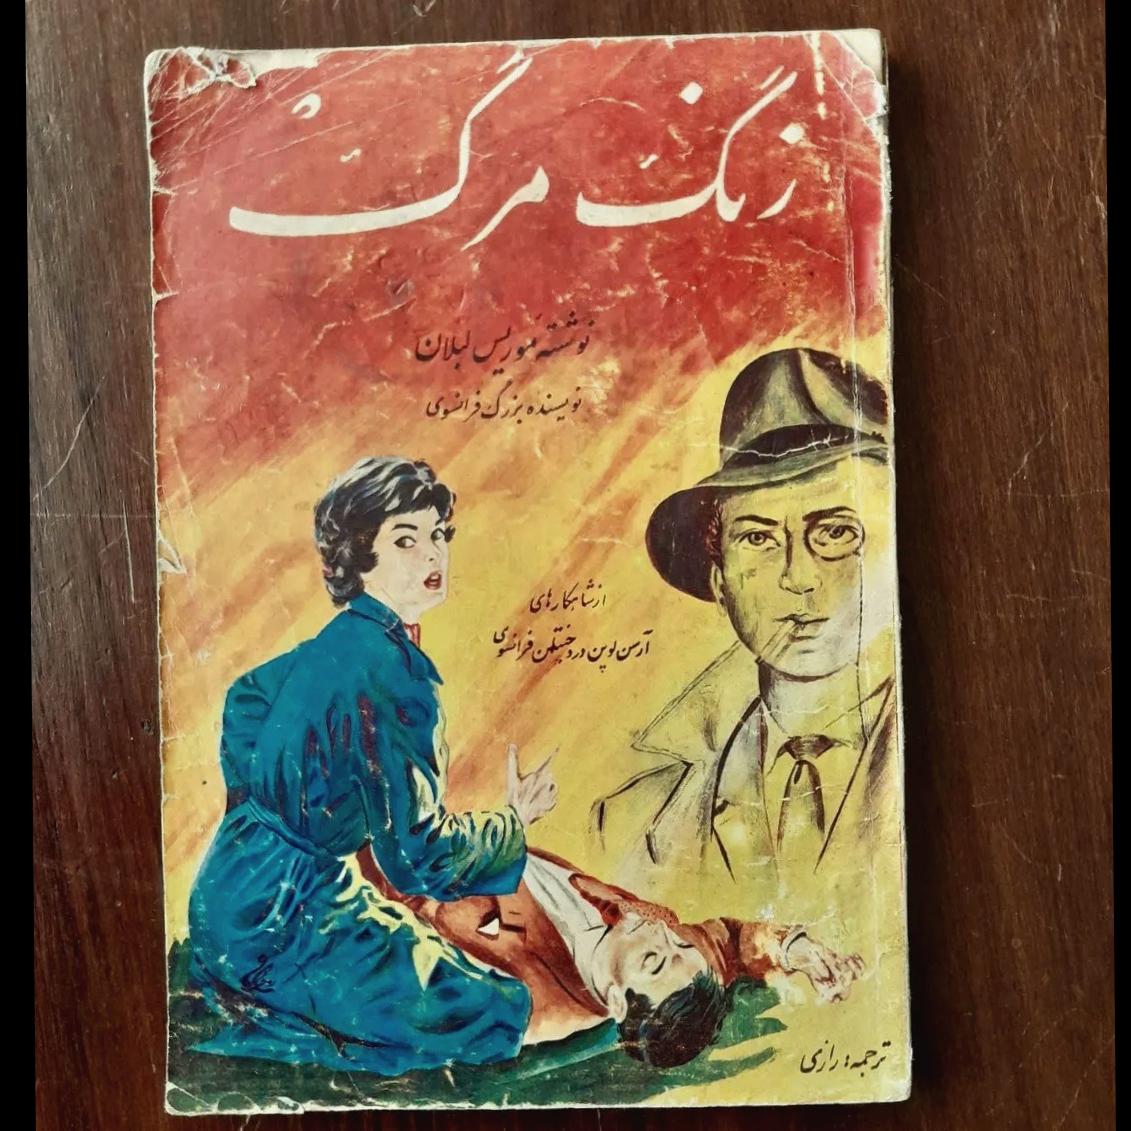 زنگ مرگ
نوشته موریس لبلان
نویسنده بزرگ فرانسوی
از شاهکارهای
آرسن لوپن دزد جنتلمن فرانسوی
ترجمه: رازی